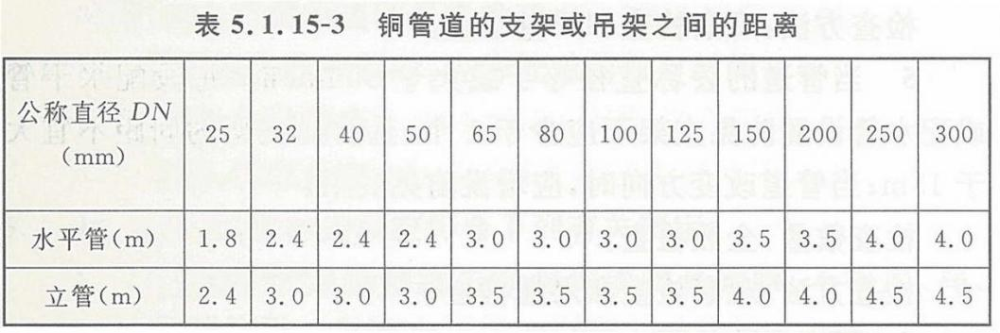 表 5.1.15-3 铜管道的支架或吊架之间的距离
公称直径 DN (mm) 25 32 40 50 65 80 100 125 150 200 250 300
水平管(m) 1.8 2.4 2.4 2.4 3.0 3.0 3.0 3.0 3.5 3.5 4.0 4.0
立管(m) 2.4 3.0 3.0 3.0 3.5 3.5 3.5 3.5 4.0 4.0 4.5 4.5